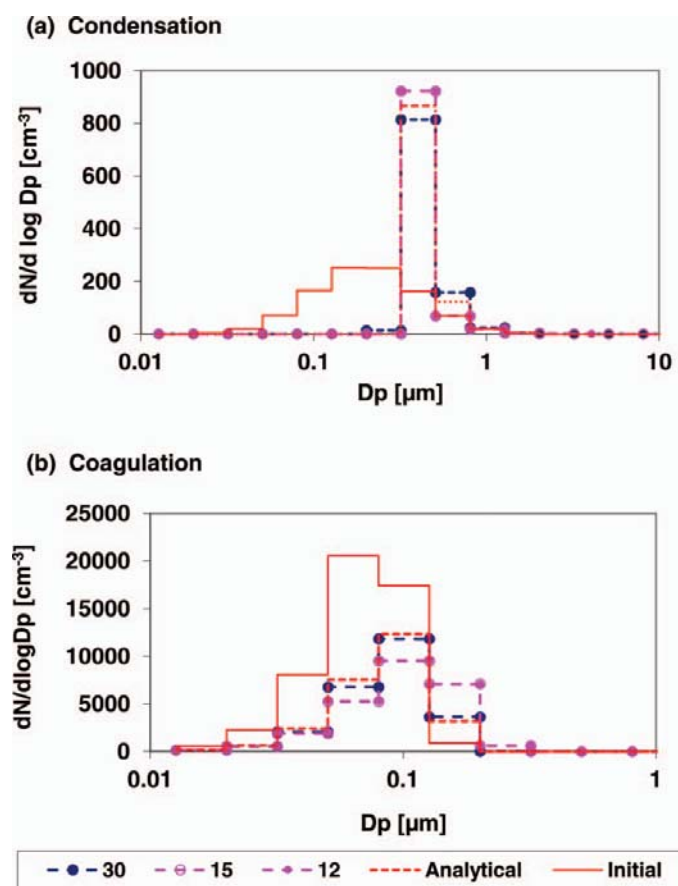 (a) Condensation
1000
800
600
400
200
0
dN/d log Dp [cm-3]
0.01 0.1 1 10
Dp [µm]
(b) Coagulation
25000
20000
15000
10000
5000
0
dN/dlogDp [cm-3]
0.01 0.1 1
Dp [µm]
30 15 12 Analytical Initial